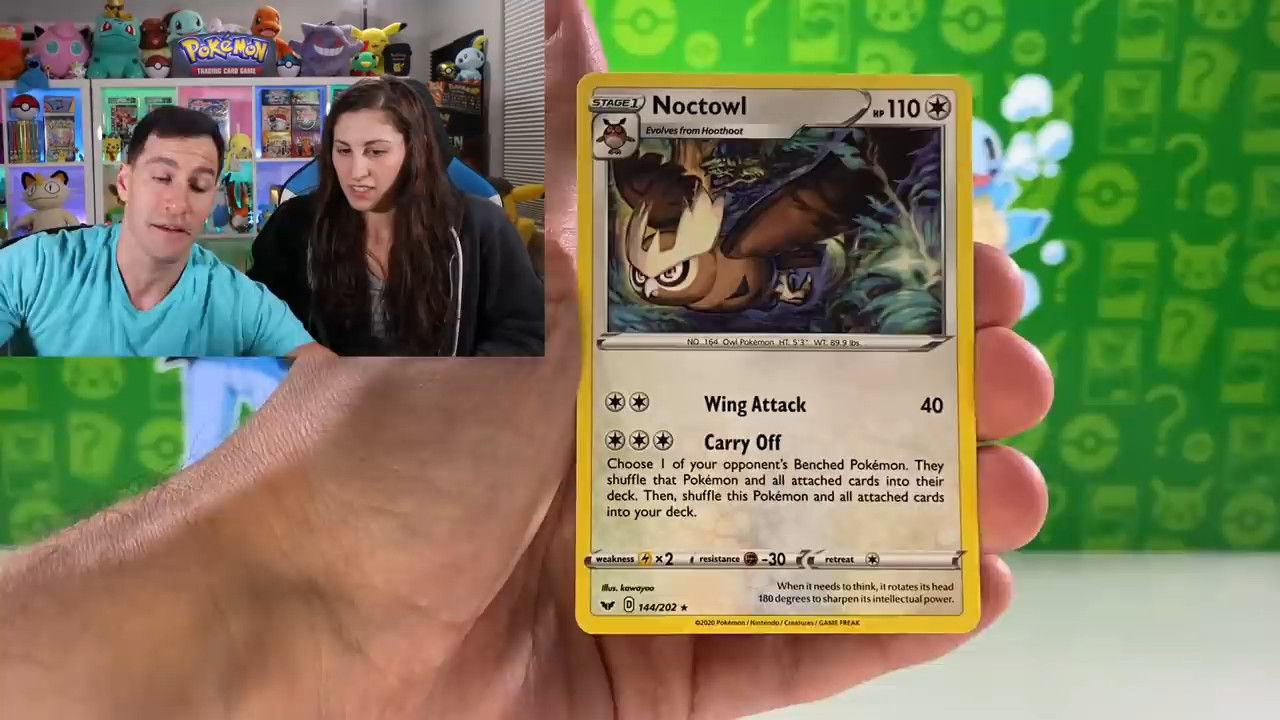 POKéMON
TRADING CARD GAME
STAGE 1
Noctowl
HP 110
Evolves from Hoothoot
NO. 164 Owl Pokémon HT: 5'3" WT: 89.9 lbs.
Wing Attack 40
Carry Off
Choose 1 of your opponent's Benched Pokémon. They
shuffle that Pokémon and all attached cards into their
deck. Then, shuffle this Pokémon and all attached cards
into your deck.
weakness ×2 resistance -30 retreat
Illus. kawayoo
When it needs to think, it rotates its head
180 degrees to sharpen its intellectual power.
D 144/202 ★
©2020 Pokémon / Nintendo / Creatures / GAME FREAK